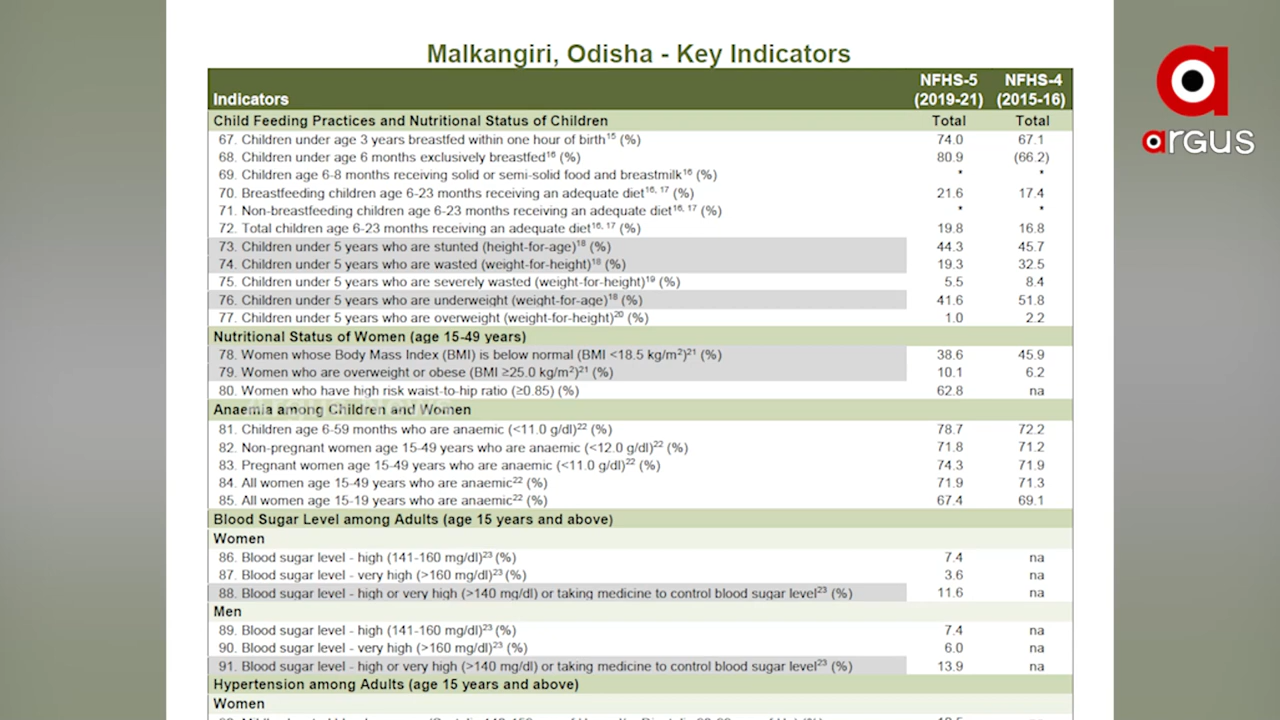 Malkangiri, Odisha - Key Indicators
Indicators NFHS-5 (2019-21) NFHS-4 (2015-16)
Child Feeding Practices and Nutritional Status of Children Total Total
67. Children under age 3 years breastfed within one hour of birth¹⁵ (%) 74.0 67.1
68. Children under age 6 months exclusively breastfed¹⁶ (%) 80.9 (66.2)
69. Children age 6-8 months receiving solid or semi-solid food and breastmilk¹⁶ (%) * *
70. Breastfeeding children age 6-23 months receiving an adequate diet¹⁶, ¹⁷ (%) 21.6 17.4
71. Non-breastfeeding children age 6-23 months receiving an adequate diet¹⁶, ¹⁷ (%) * *
72. Total children age 6-23 months receiving an adequate diet¹⁶, ¹⁷ (%) 19.8 16.8
73. Children under 5 years who are stunted (height-for-age)¹⁸ (%) 44.3 45.7
74. Children under 5 years who are wasted (weight-for-height)¹⁸ (%) 19.3 32.5
75. Children under 5 years who are severely wasted (weight-for-height)¹⁹ (%) 5.5 8.4
76. Children under 5 years who are underweight (weight-for-age)¹⁸ (%) 41.6 51.8
77. Children under 5 years who are overweight (weight-for-height)²⁰ (%) 1.0 2.2
Nutritional Status of Women (age 15-49 years)
78. Women whose Body Mass Index (BMI) is below normal (BMI <18.5 kg/m²)²¹ (%) 38.6 45.9
79. Women who are overweight or obese (BMI ≥25.0 kg/m²)²¹ (%) 10.1 6.2
80. Women who have high risk waist-to-hip ratio (≥0.85) (%) 62.8 na
Anaemia among Children and Women
81. Children age 6-59 months who are anaemic (<11.0 g/dl)²² (%) 78.7 72.2
82. Non-pregnant women age 15-49 years who are anaemic (<12.0 g/dl)²² (%) 71.8 71.2
83. Pregnant women age 15-49 years who are anaemic (<11.0 g/dl)²² (%) 74.3 71.9
84. All women age 15-49 years who are anaemic²² (%) 71.9 71.3
85. All women age 15-19 years who are anaemic²² (%) 67.4 69.1
Blood Sugar Level among Adults (age 15 years and above)
Women
86. Blood sugar level - high (141-160 mg/dl)²³ (%) 7.4 na
87. Blood sugar level - very high (>160 mg/dl)²³ (%) 3.6 na
88. Blood sugar level - high or very high (>140 mg/dl) or taking medicine to control blood sugar level²³ (%) 11.6 na
Men
89. Blood sugar level - high (141-160 mg/dl)²³ (%) 7.4 na
90. Blood sugar level - very high (>160 mg/dl)²³ (%) 6.0 na
91. Blood sugar level - high or very high (>140 mg/dl) or taking medicine to control blood sugar level²³ (%) 13.9 na
Hypertension among Adults (age 15 years and above)
Women
argus